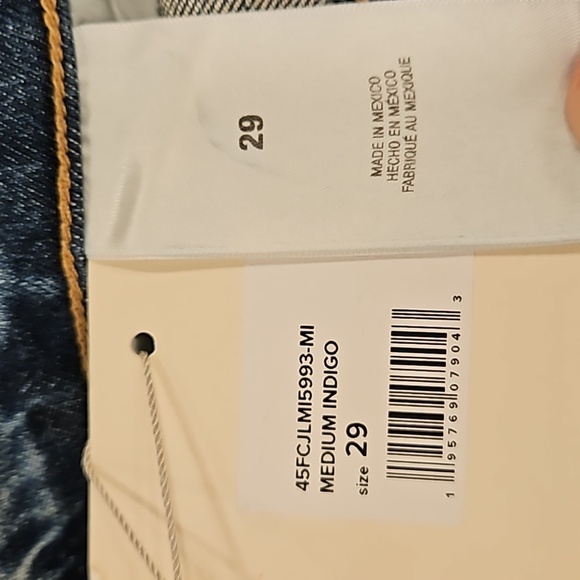 29
MADE IN MEXICO
HECHO EN MÉXICO
FABRIQUÉ AU MEXIQUE
45FCJLMI5993-MI
MEDIUM INDIGO
size 29
1 95769 07904 3